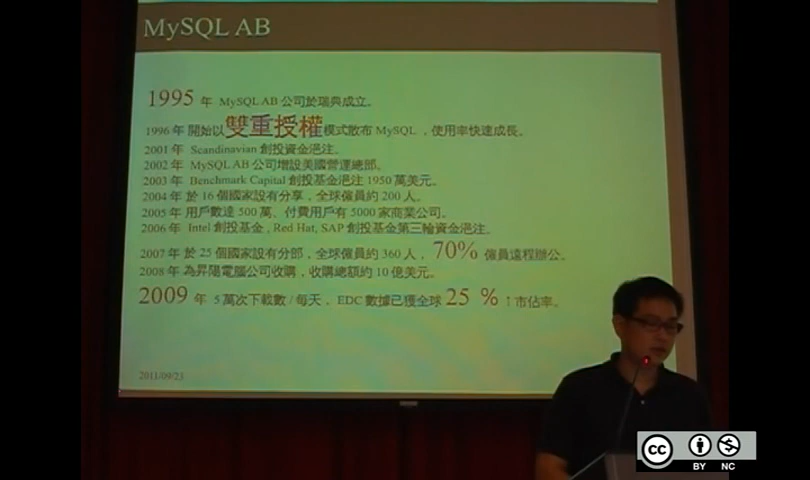 MySQL AB
1995 年 MySQL AB 公司於瑞典成立。
1996 年 開始以雙重授權模式散布 MySQL ，使用率快速成長。
2001 年 Scandinavian 創投資金浥注。
2002 年 MySQL AB 公司增設美國營運總部。
2003 年 Benchmark Capital 創投基金浥注 1950 萬美元。
2004 年 於 16 個國家設有分享，全球僱員約 200 人。
2005 年 用戶數達 500 萬、付費用戶有 5000 家商業公司。
2006 年 Intel 創投基金 , Red Hat, SAP 創投基金第三輪資金浥注。
2007 年 於 25 個國家設有分部，全球僱員約 360 人， 70% 僱員遠程辦公。
2008 年 為昇陽電腦公司收購，收購總額約 10 億美元。
2009 年 5 萬次下載數 / 每天， EDC 數據已獲全球 25 % ↑市佔率。
2011/09/23
cc
BY NC